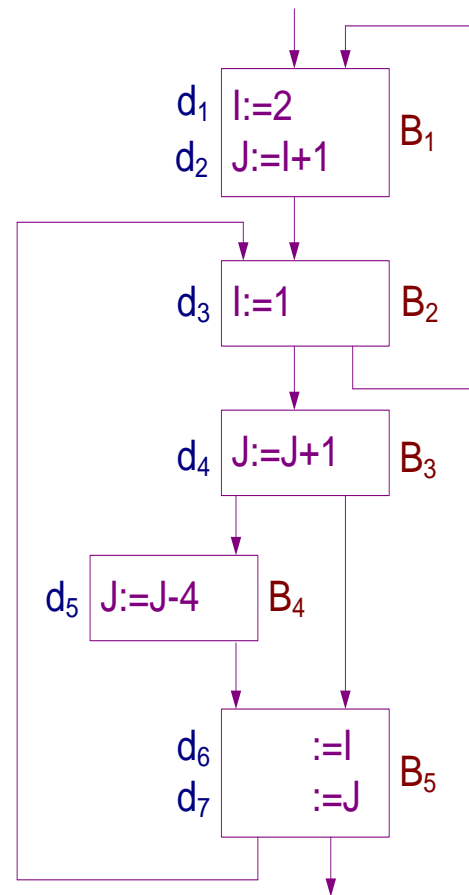 d₁ I:=2
d₂ J:=I+1 B₁
d₃ I:=1 B₂
d₄ J:=J+1 B₃
d₅ J:=J-4 B₄
d₆ :=I
d₇ :=J B₅